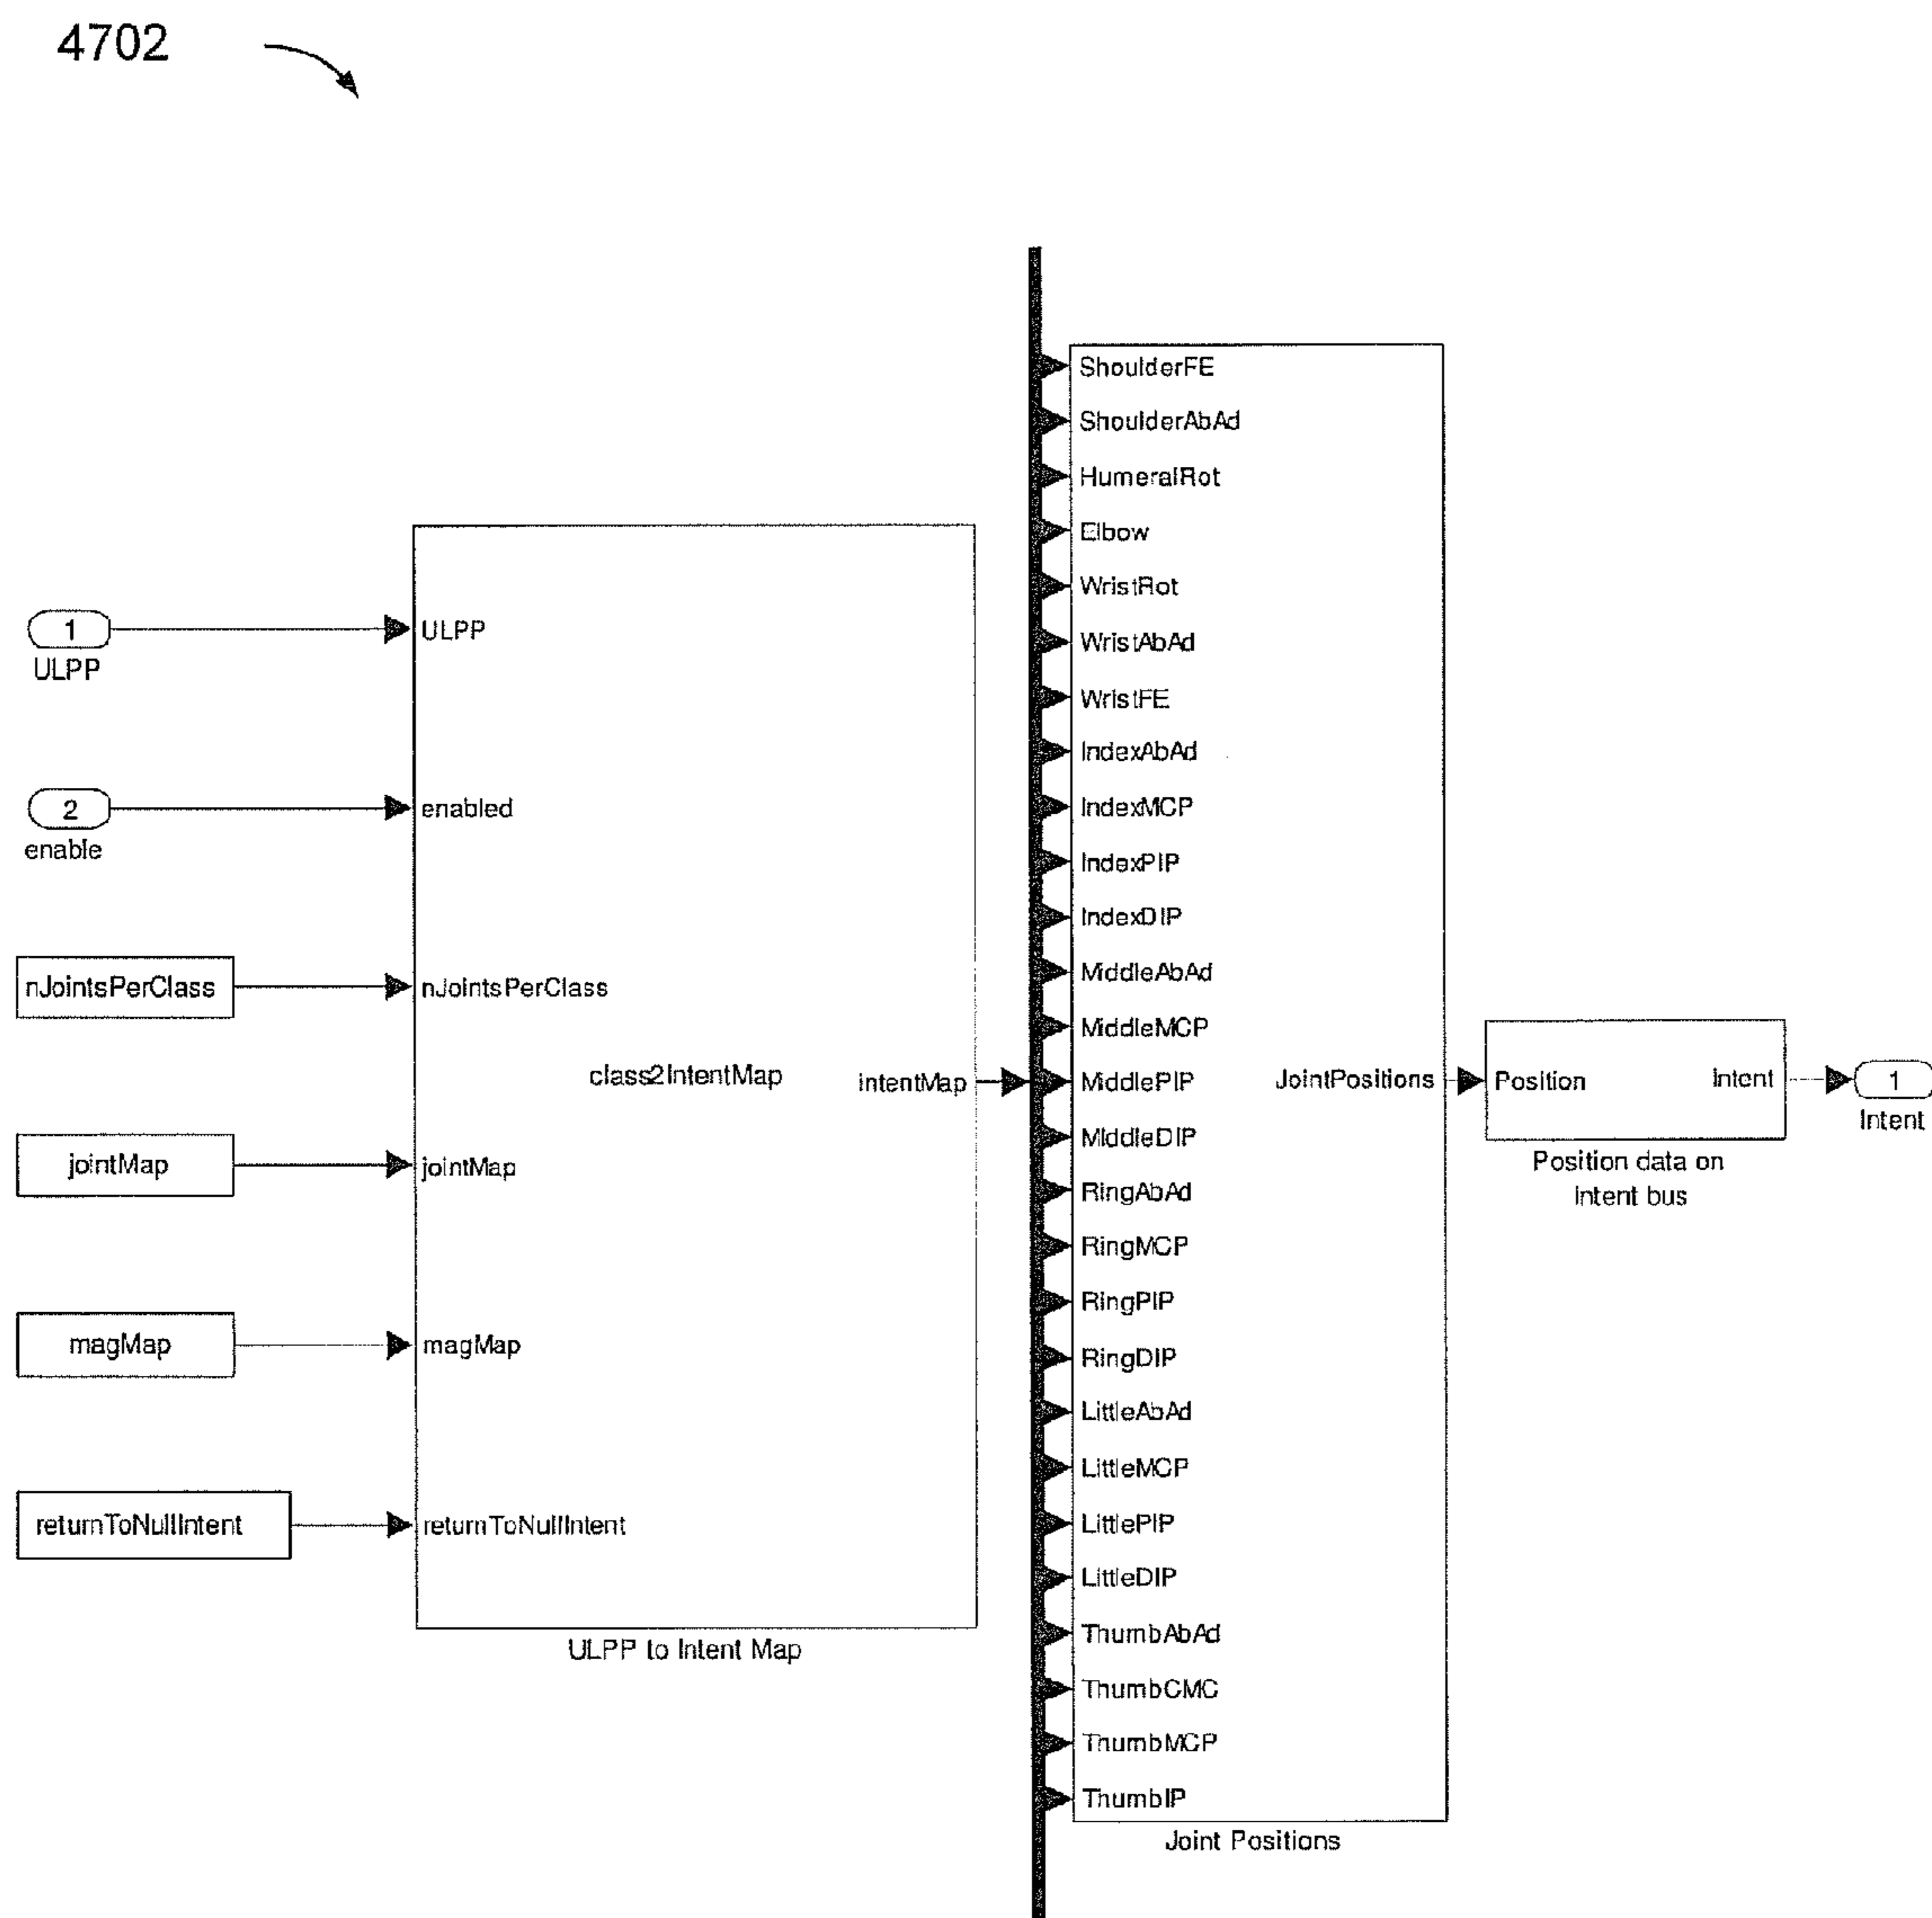 4702
1
ULPP
2
enable
nJointsPerClass
jointMap
magMap
returnToNullIntent
ULPP
enabled
nJointsPerClass
class2IntentMap
intentMap
jointMap
magMap
returnToNullIntent
ULPP to Intent Map
ShoulderFE
ShoulderAbAd
HumeralRot
Elbow
WristRot
WristAbAd
WristFE
IndexAbAd
IndexMCP
IndexPIP
IndexDIP
MiddleAbAd
MiddleMCP
MiddlePIP
MiddleDIP
RingAbAd
RingMCP
RingPIP
RingDIP
LittleAbAd
LittleMCP
LittlePIP
LittleDIP
ThumbAbAd
ThumbCMC
ThumbMCP
ThumbIP
JointPositions
Joint Positions
Position
Intent
Position data on
Intent bus
1
Intent